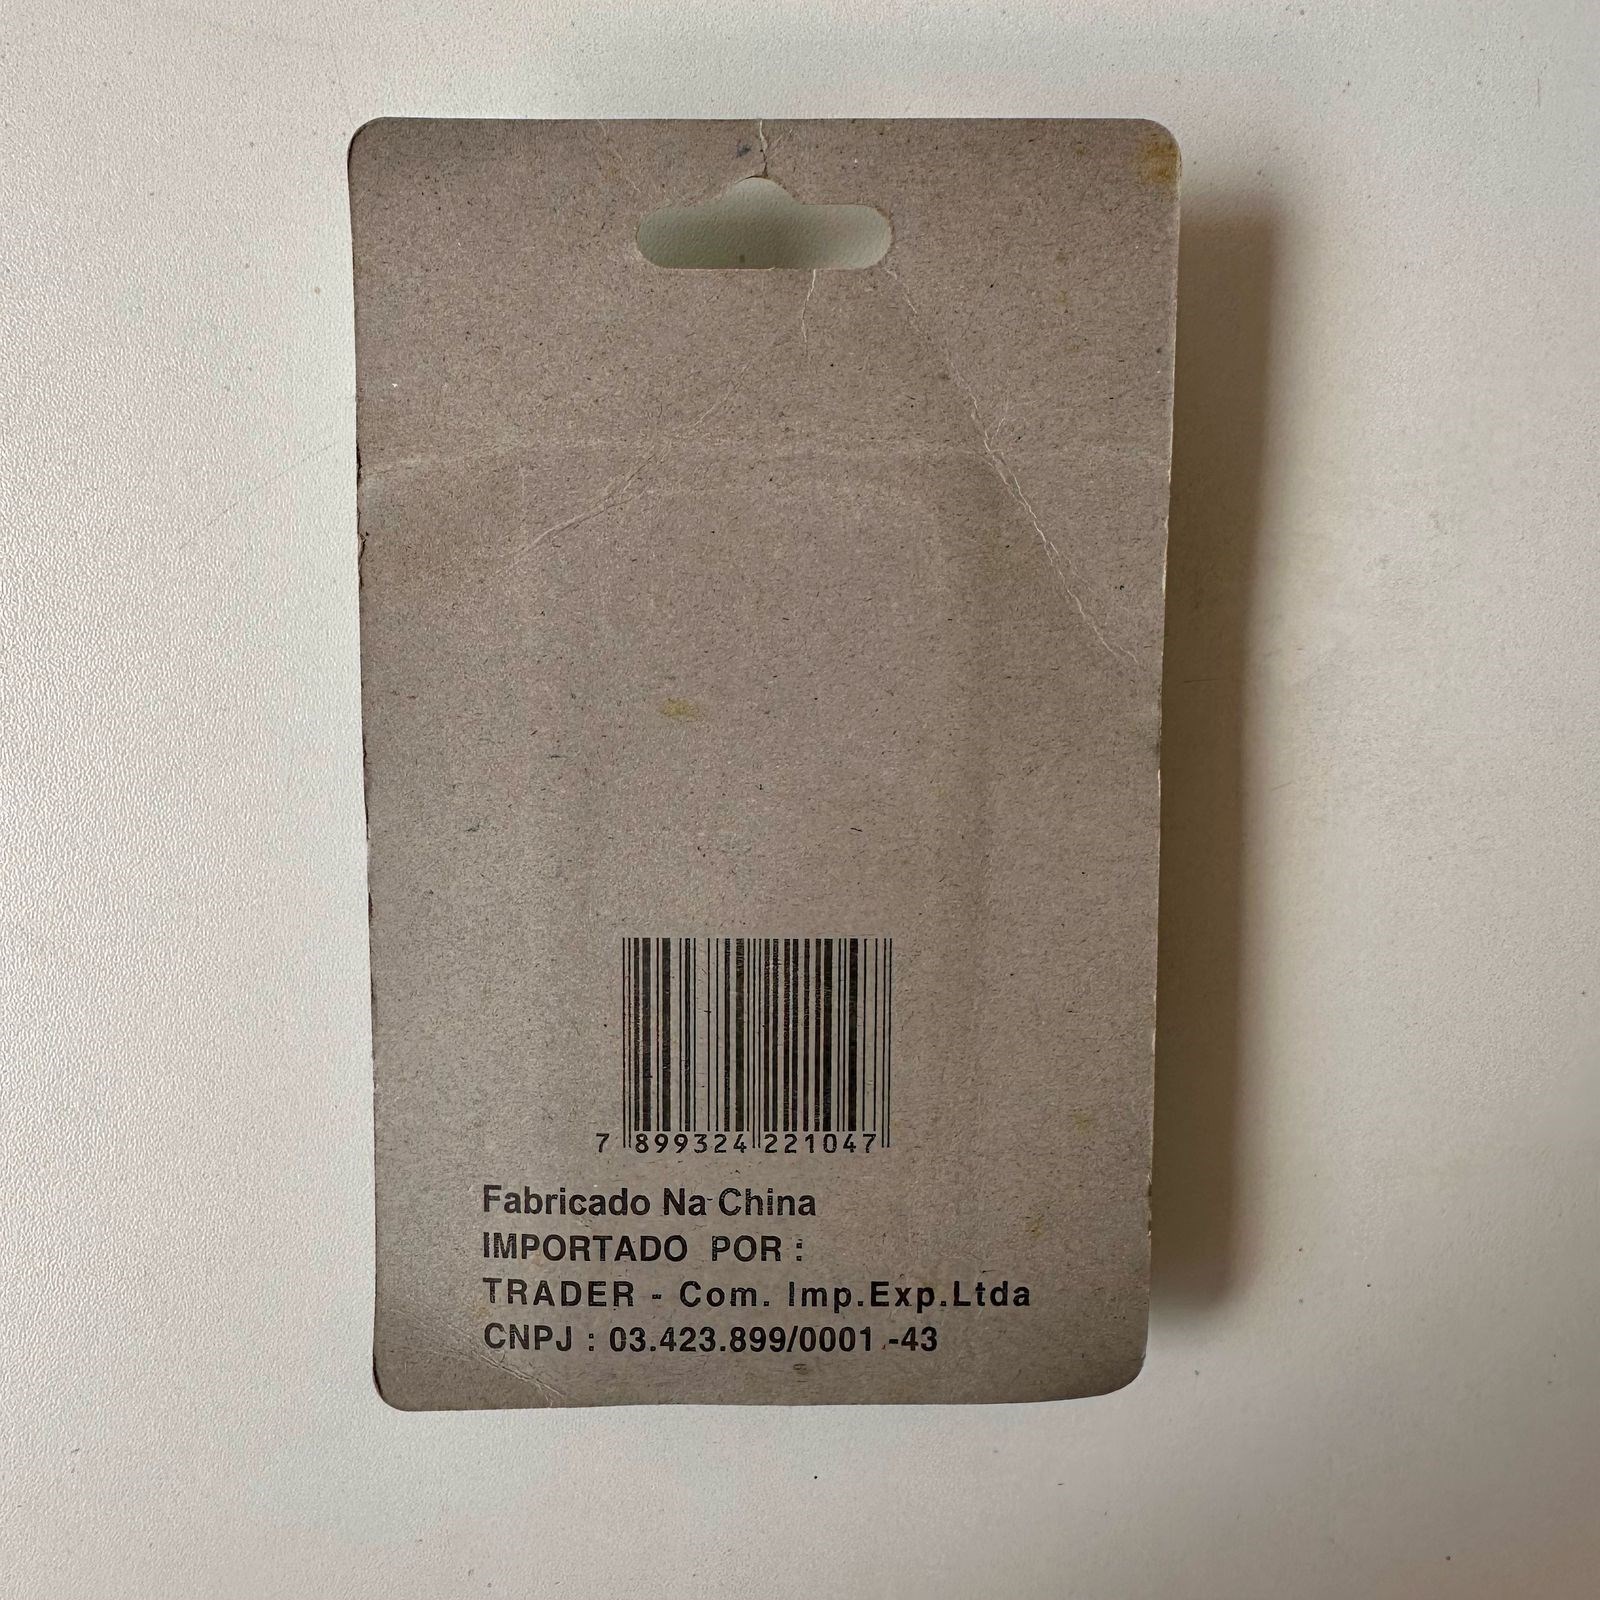 7 899324 221047
Fabricado Na China
IMPORTADO POR :
TRADER - Com. Imp.Exp.Ltda
CNPJ : 03.423.899/0001 -43